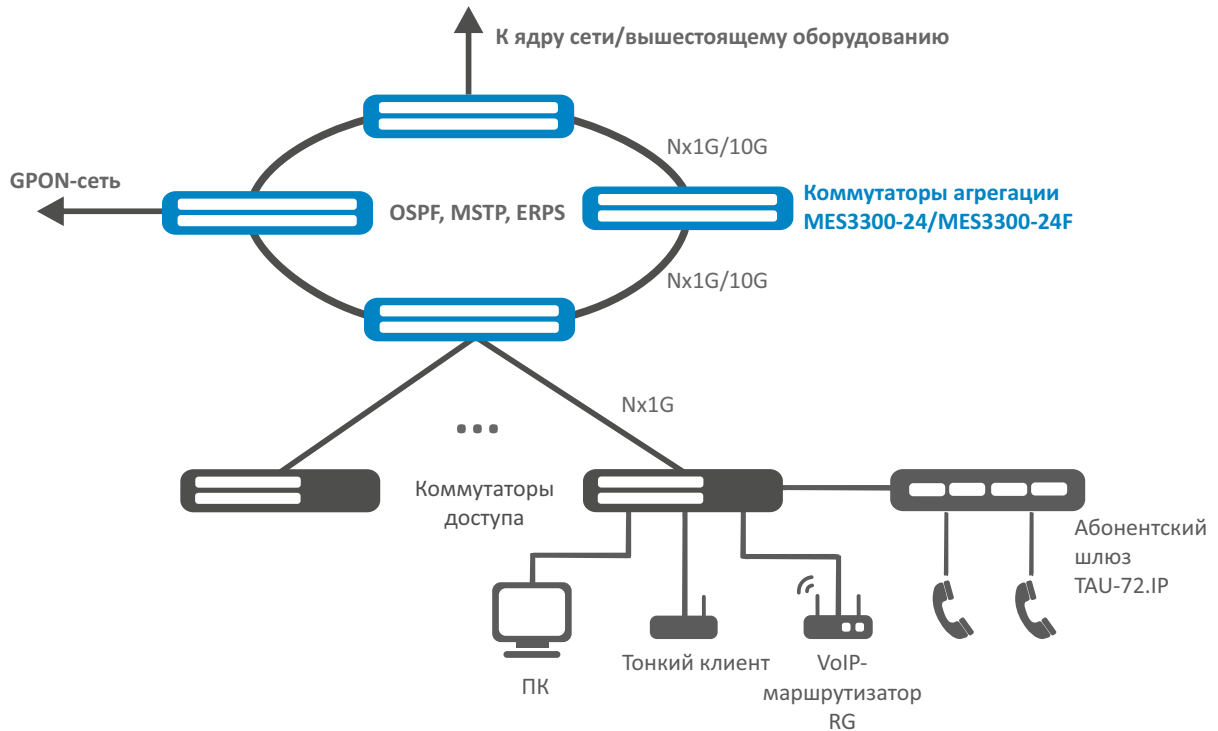 К ядру сети/вышестоящему оборудованию
Nx1G/10G
GPON-сеть
OSPF, MSTP, ERPS
Коммутаторы агрегации
MES3300-24/MES3300-24F
Nx1G/10G
Nx1G
Коммутаторы
доступа
Абонентский
шлюз
TAU-72.IP
ПК
Тонкий клиент
VoIP-
маршрутизатор
RG